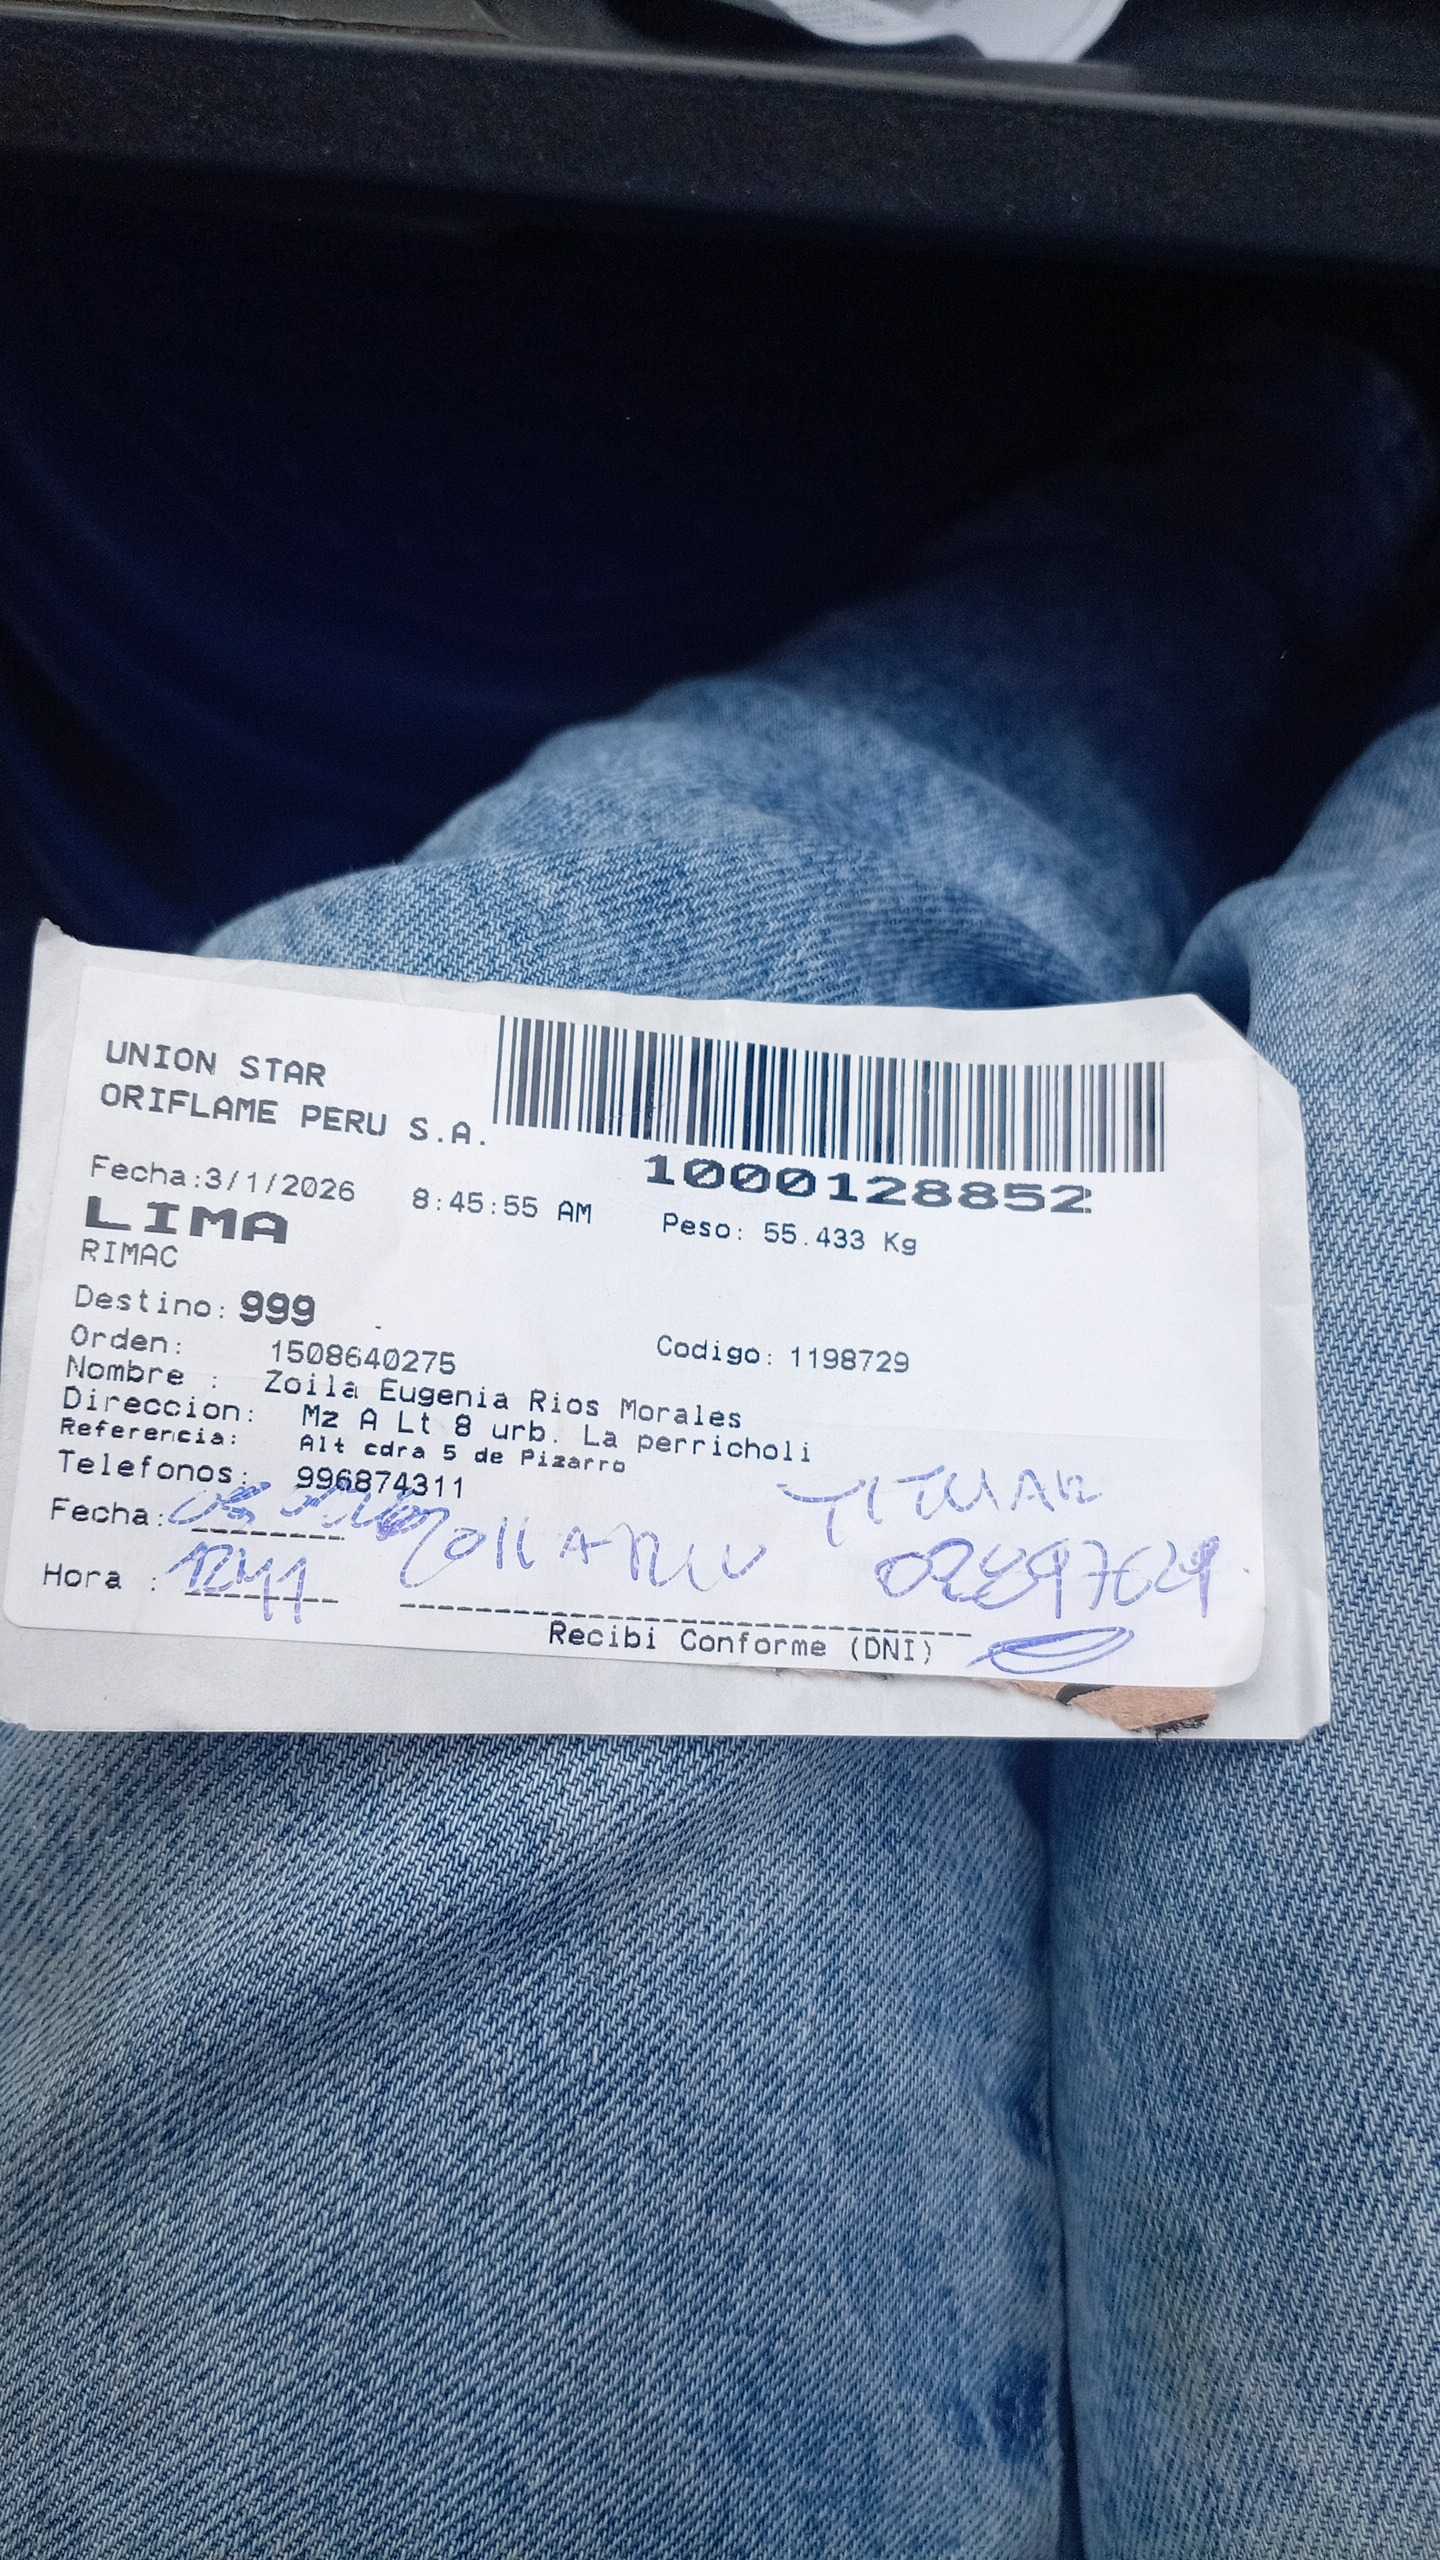 UNION STAR
ORIFLAME PERU S.A.
1000128852
Fecha:3/1/2026 8:45:55 AM
Peso: 55.433 Kg
LIMA
RIMAC
Destino: 999
Orden: 1508640275 Codigo: 1198729
Nombre : Zoila Eugenia Rios Morales
Direccion: Mz A Lt 8 urb. La perricholi
Referencia: Alt cdra 5 de Pizarro
Telefonos: 996874311
TITULAR
Fecha:
Hora :
Recibi Conforme (DNI)